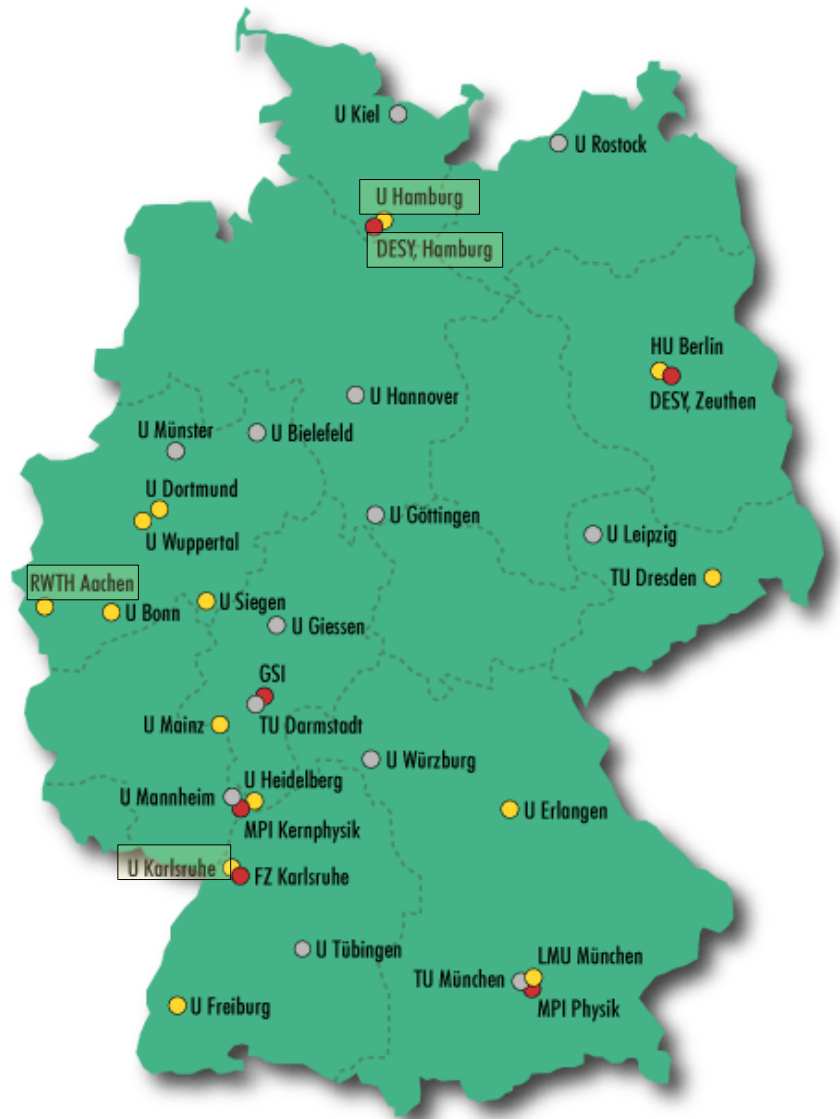 U Kiel
U Rostock
U Hamburg
DESY, Hamburg
HU Berlin
DESY, Zeuthen
U Hannover
U Münster
U Bielefeld
U Dortmund
U Wuppertal
U Göttingen
U Leipzig
TU Dresden
RWTH Aachen
U Bonn
U Siegen
U Giessen
GSI
TU Darmstadt
U Mainz
U Würzburg
U Heidelberg
U Mannheim
MPI Kernphysik
U Erlangen
U Karlsruhe
FZ Karlsruhe
U Tübingen
LMU München
TU München
MPI Physik
U Freiburg